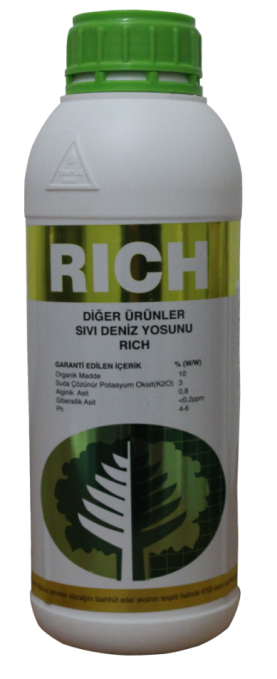 RICH
DİĞER ÜRÜNLER
SIVI DENİZ YOSUNU
RICH
GARANTİ EDİLEN İÇERİK % (W/W)
Organik Madde 10
Suda Çözünür Potasyum Oksit(K2O) 3
Alginik Asit 0,8
Giberallik Asit <0.2ppm
Ph 4-6